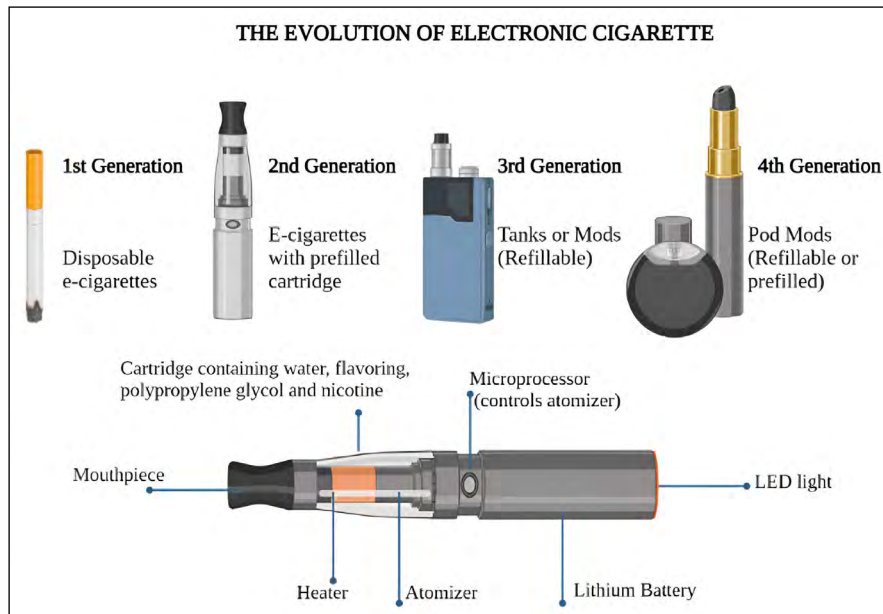 THE EVOLUTION OF ELECTRONIC CIGARETTE
1st Generation
Disposable
e-cigarettes
2nd Generation
E-cigarettes
with prefilled
cartridge
3rd Generation
Tanks or Mods
(Refillable)
4th Generation
Pod Mods
(Refillable or
prefilled)
Cartridge containing water, flavoring,
polypropylene glycol and nicotine
Microprocessor
(controls atomizer)
Mouthpiece
LED light
Heater
Atomizer
Lithium Battery